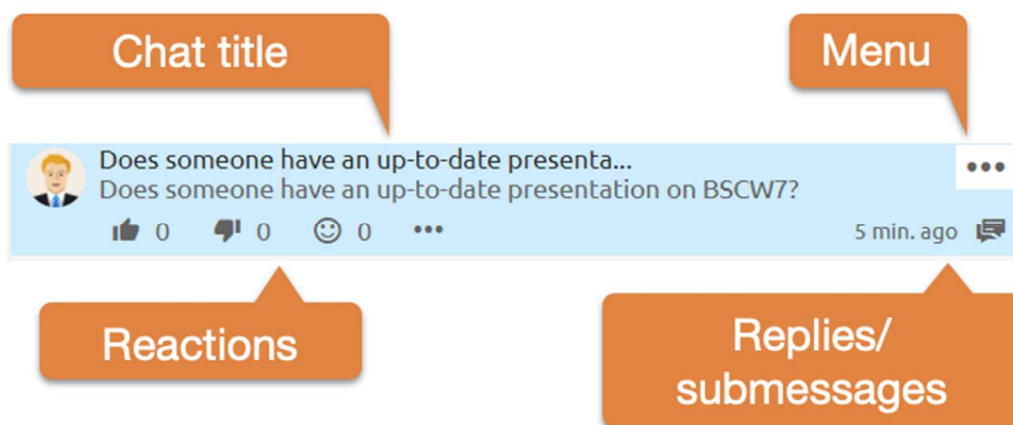 Chat title
Menu
Does someone have an up-to-date presenta...
Does someone have an up-to-date presentation on BSCW7?
0 0 0
5 min. ago
Reactions
Replies/
submessages